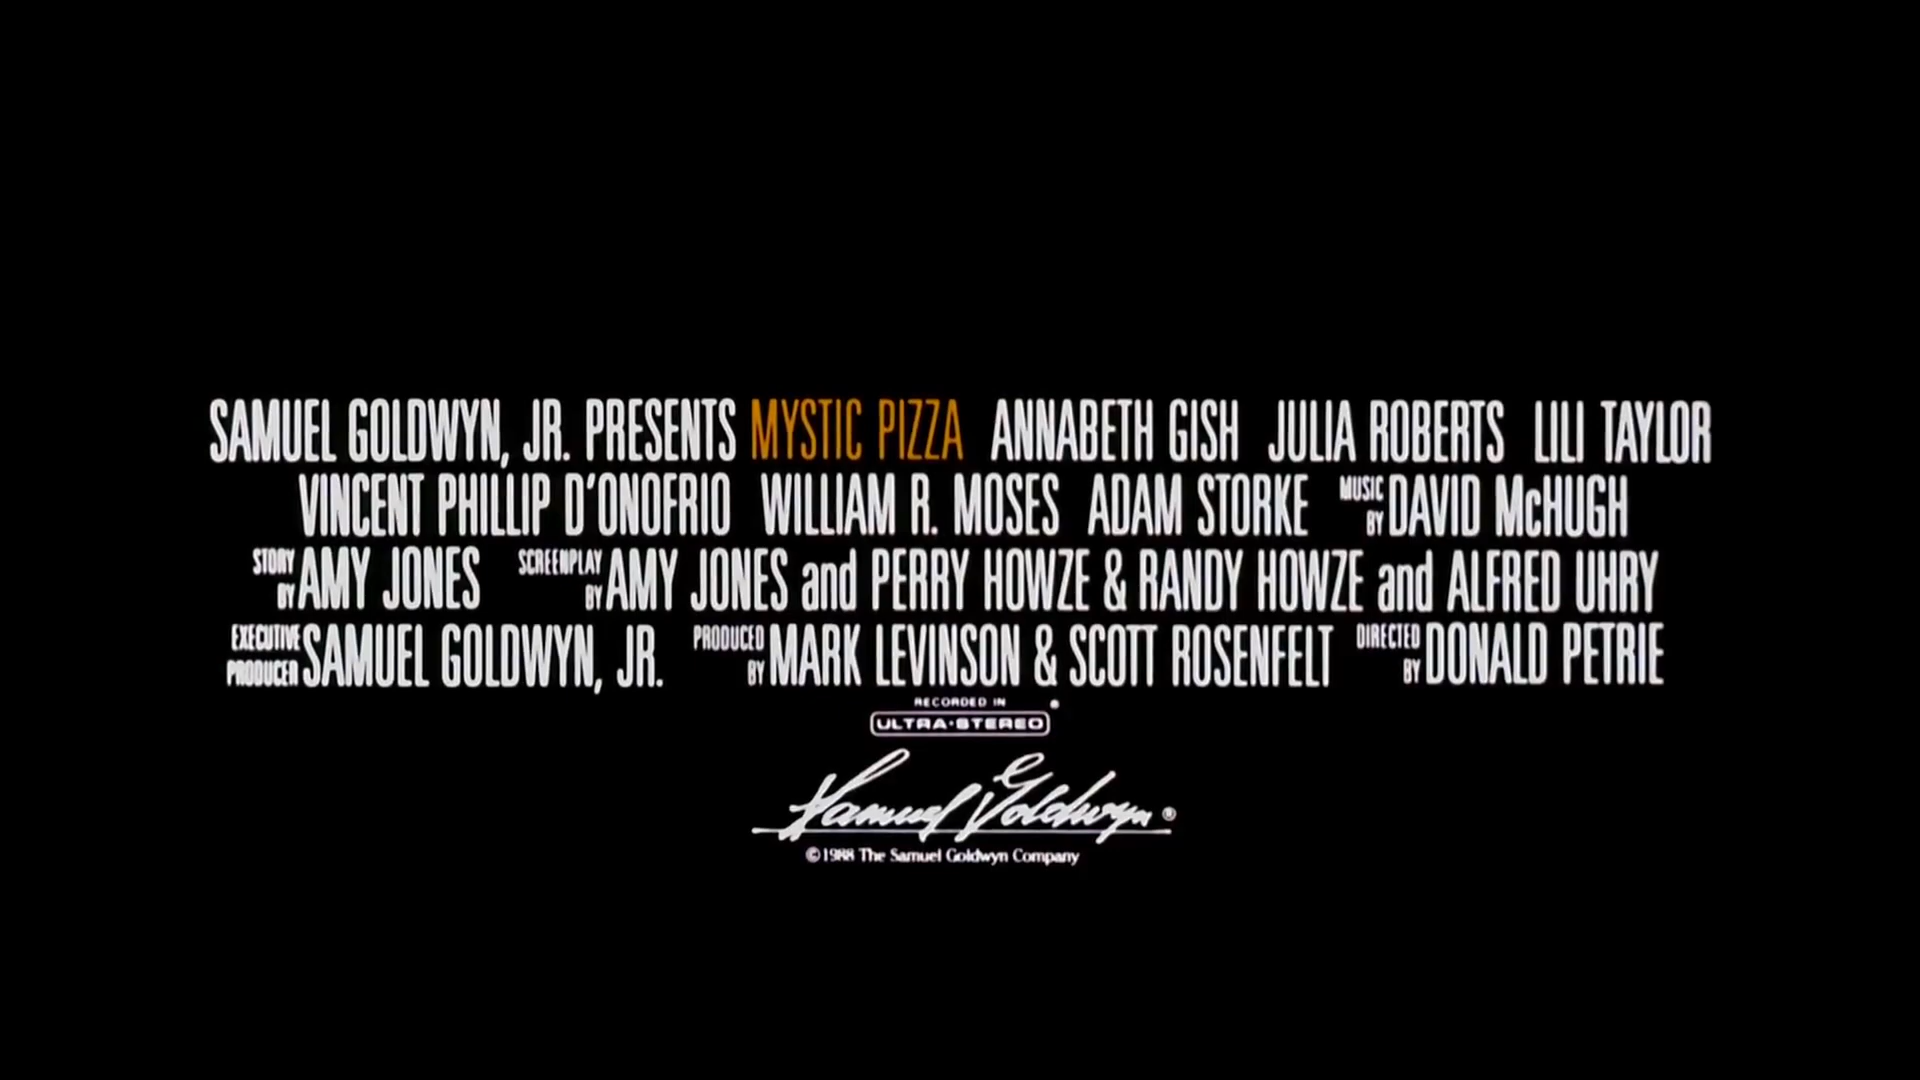 SAMUEL GOLDWYN, JR. PRESENTS MYSTIC PIZZA ANNABETH GISH JULIA ROBERTS LILI TAYLOR
VINCENT PHILLIP D'ONOFRIO WILLIAM R. MOSES ADAM STORKE MUSIC BY DAVID McHUGH
STORY BY AMY JONES SCREENPLAY BY AMY JONES and PERRY HOWZE & RANDY HOWZE and ALFRED UHRY
EXECUTIVE PRODUCER SAMUEL GOLDWYN, JR. PRODUCED BY MARK LEVINSON & SCOTT ROSENFELT DIRECTED BY DONALD PETRIE
RECORDED IN
ULTRA·STEREO
Samuel Goldwyn ®
©1988 The Samuel Goldwyn Company